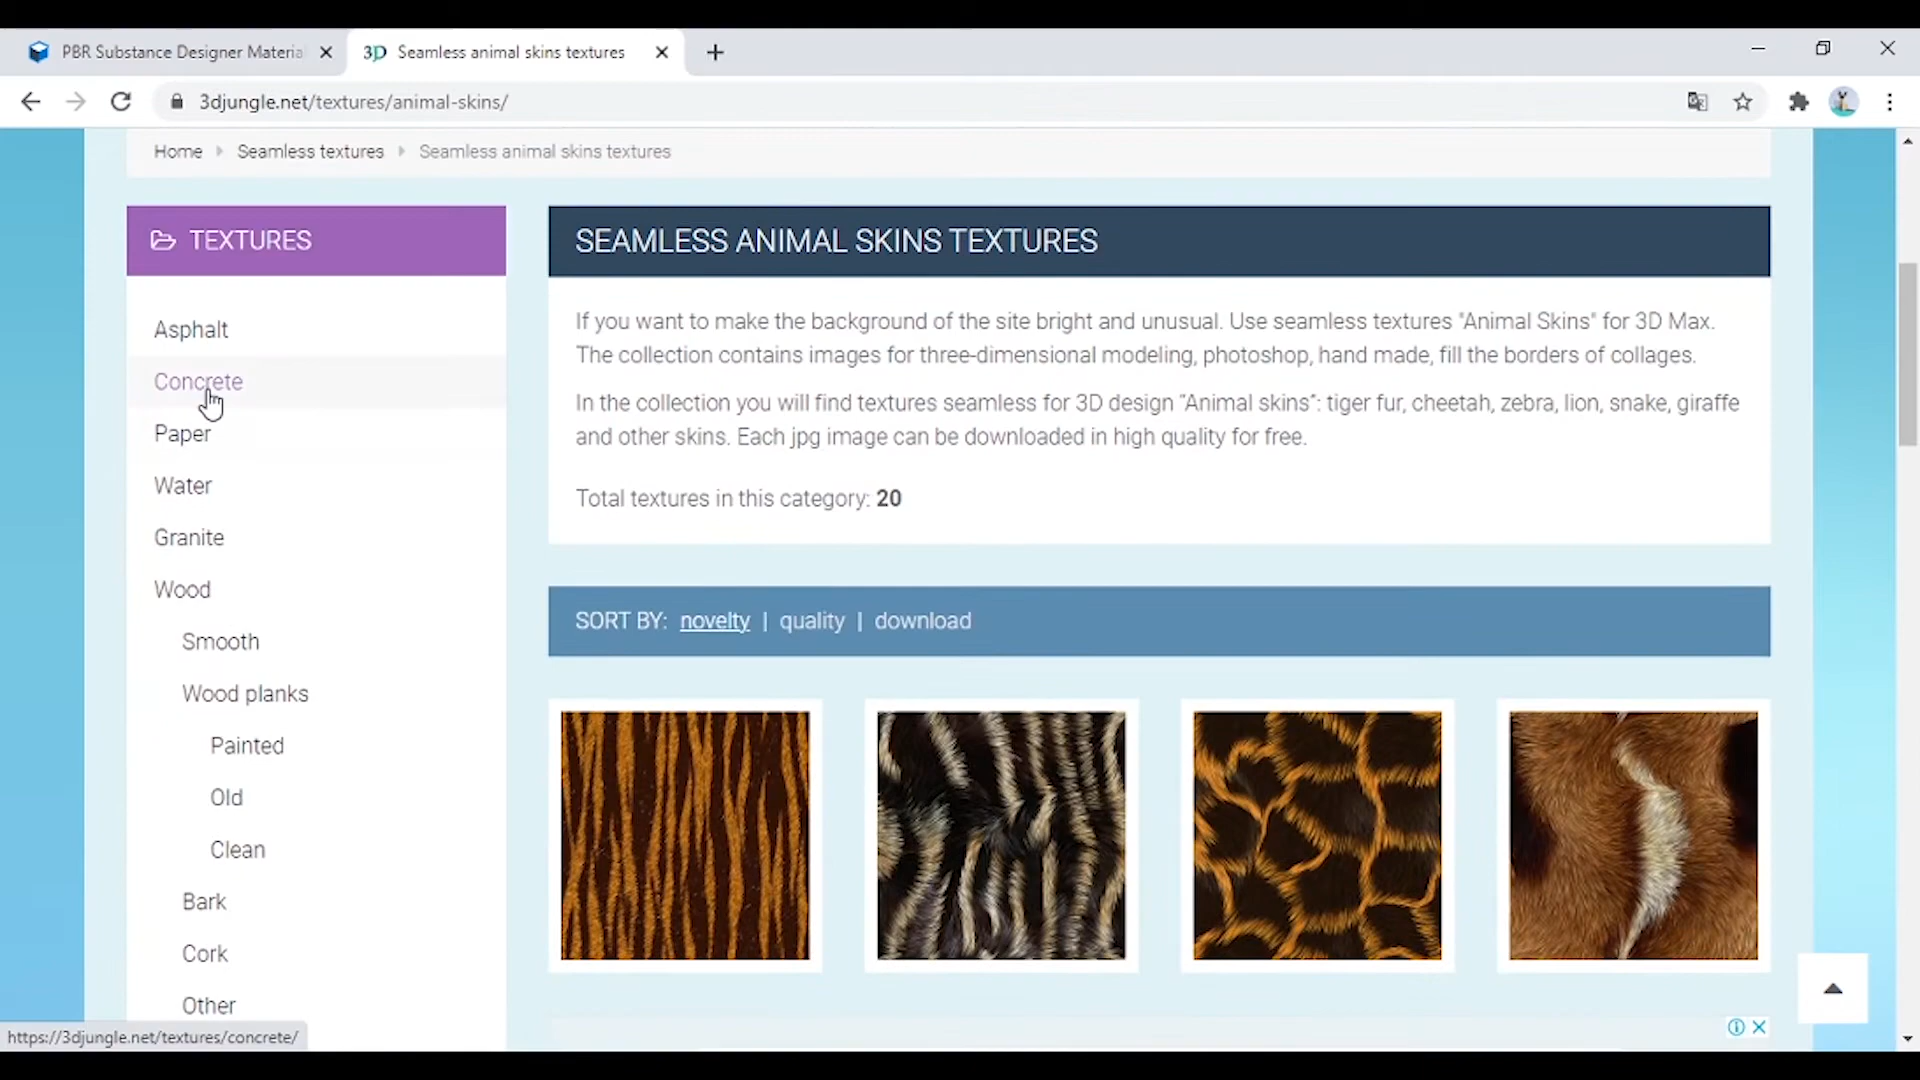 PBR Substance Designer Materia
3D Seamless animal skins textures
3djungle.net/textures/animal-skins/
Home Seamless textures Seamless animal skins textures
TEXTURES
Asphalt
Concrete
Paper
Water
Granite
Wood
Smooth
Wood planks
Painted
Old
Clean
Bark
Cork
Other
SEAMLESS ANIMAL SKINS TEXTURES
If you want to make the background of the site bright and unusual. Use seamless textures "Animal Skins" for 3D Max.
The collection contains images for three-dimensional modeling, photoshop, hand made, fill the borders of collages.
In the collection you will find textures seamless for 3D design "Animal skins": tiger fur, cheetah, zebra, lion, snake, giraffe
and other skins. Each jpg image can be downloaded in high quality for free.
Total textures in this category: 20
SORT BY: novelty | quality | download
https://3djungle.net/textures/concrete/